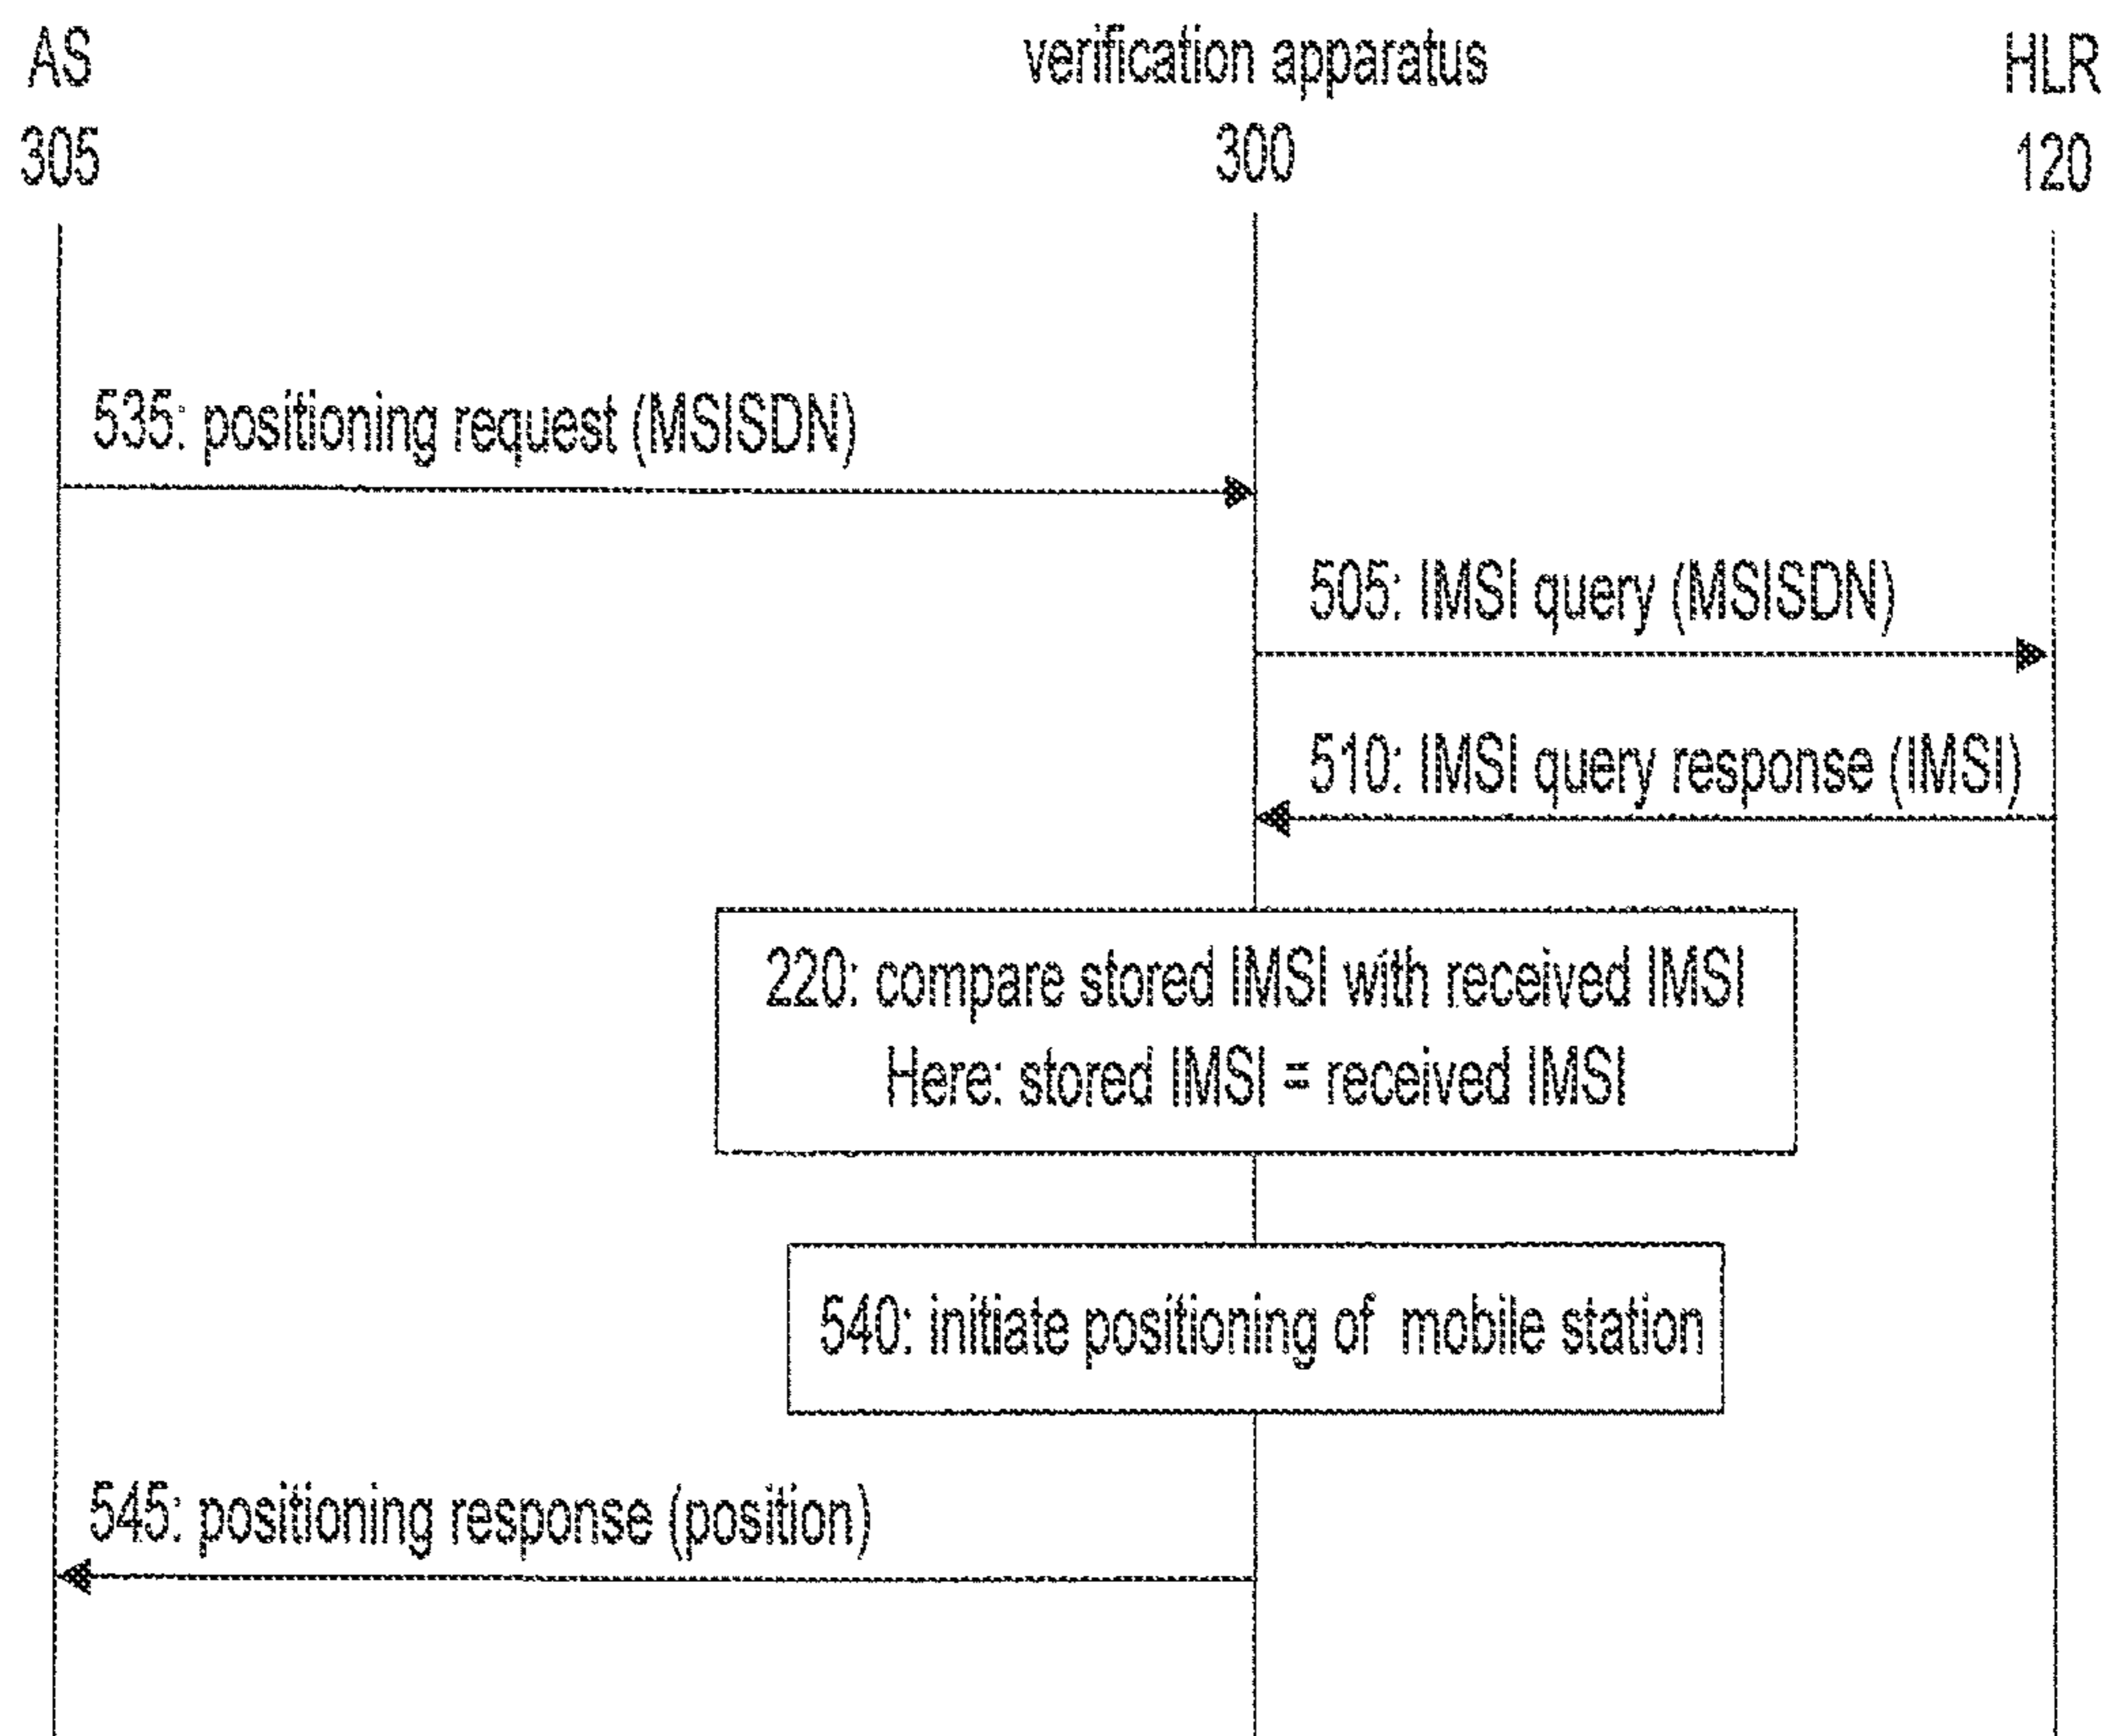 AS
305
verification apparatus
300
HLR
120
535: positioning request (MSISDN)
505: IMSI query (MSISDN)
510: IMSI query response (IMSI)
220: compare stored IMSI with received IMSI
Here: stored IMSI = received IMSI
540: initiate positioning of mobile station
545: positioning response (position)